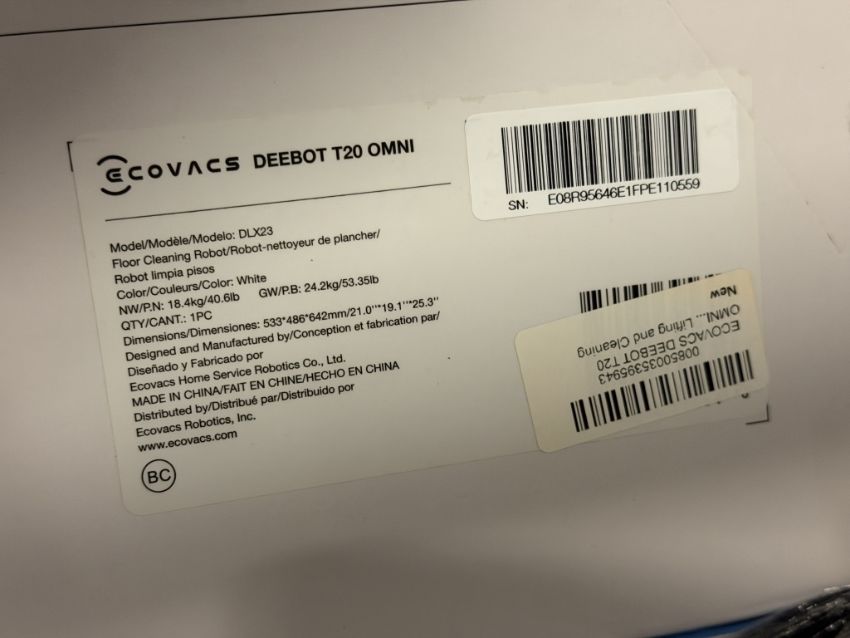 ECOVACS DEEBOT T20 OMNI
Model/Modèle/Modelo: DLX23
Floor Cleaning Robot/Robot-nettoyeur de plancher/
Robot limpia pisos
Color/Couleurs/Color: White
NW/P.N: 18.4kg/40.6lb GW/P.B: 24.2kg/53.35lb
QTY/CANT.: 1PC
Dimensions/Dimensiones: 533*486*642mm/21.0''*19.1''*25.3''
Designed and Manufactured by/Conception et fabrication par/
Diseñado y Fabricado por
Ecovacs Home Service Robotics Co., Ltd.
MADE IN CHINA/FAIT EN CHINE/HECHO EN CHINA
Distributed by/Distribué par/Distribuido por
Ecovacs Robotics, Inc.
www.ecovacs.com
BC
SN: E08R95646E1FPE110559
0085003535943
ECOVACS DEEBOT T20
OMNI... Lifting and Cleaning
New